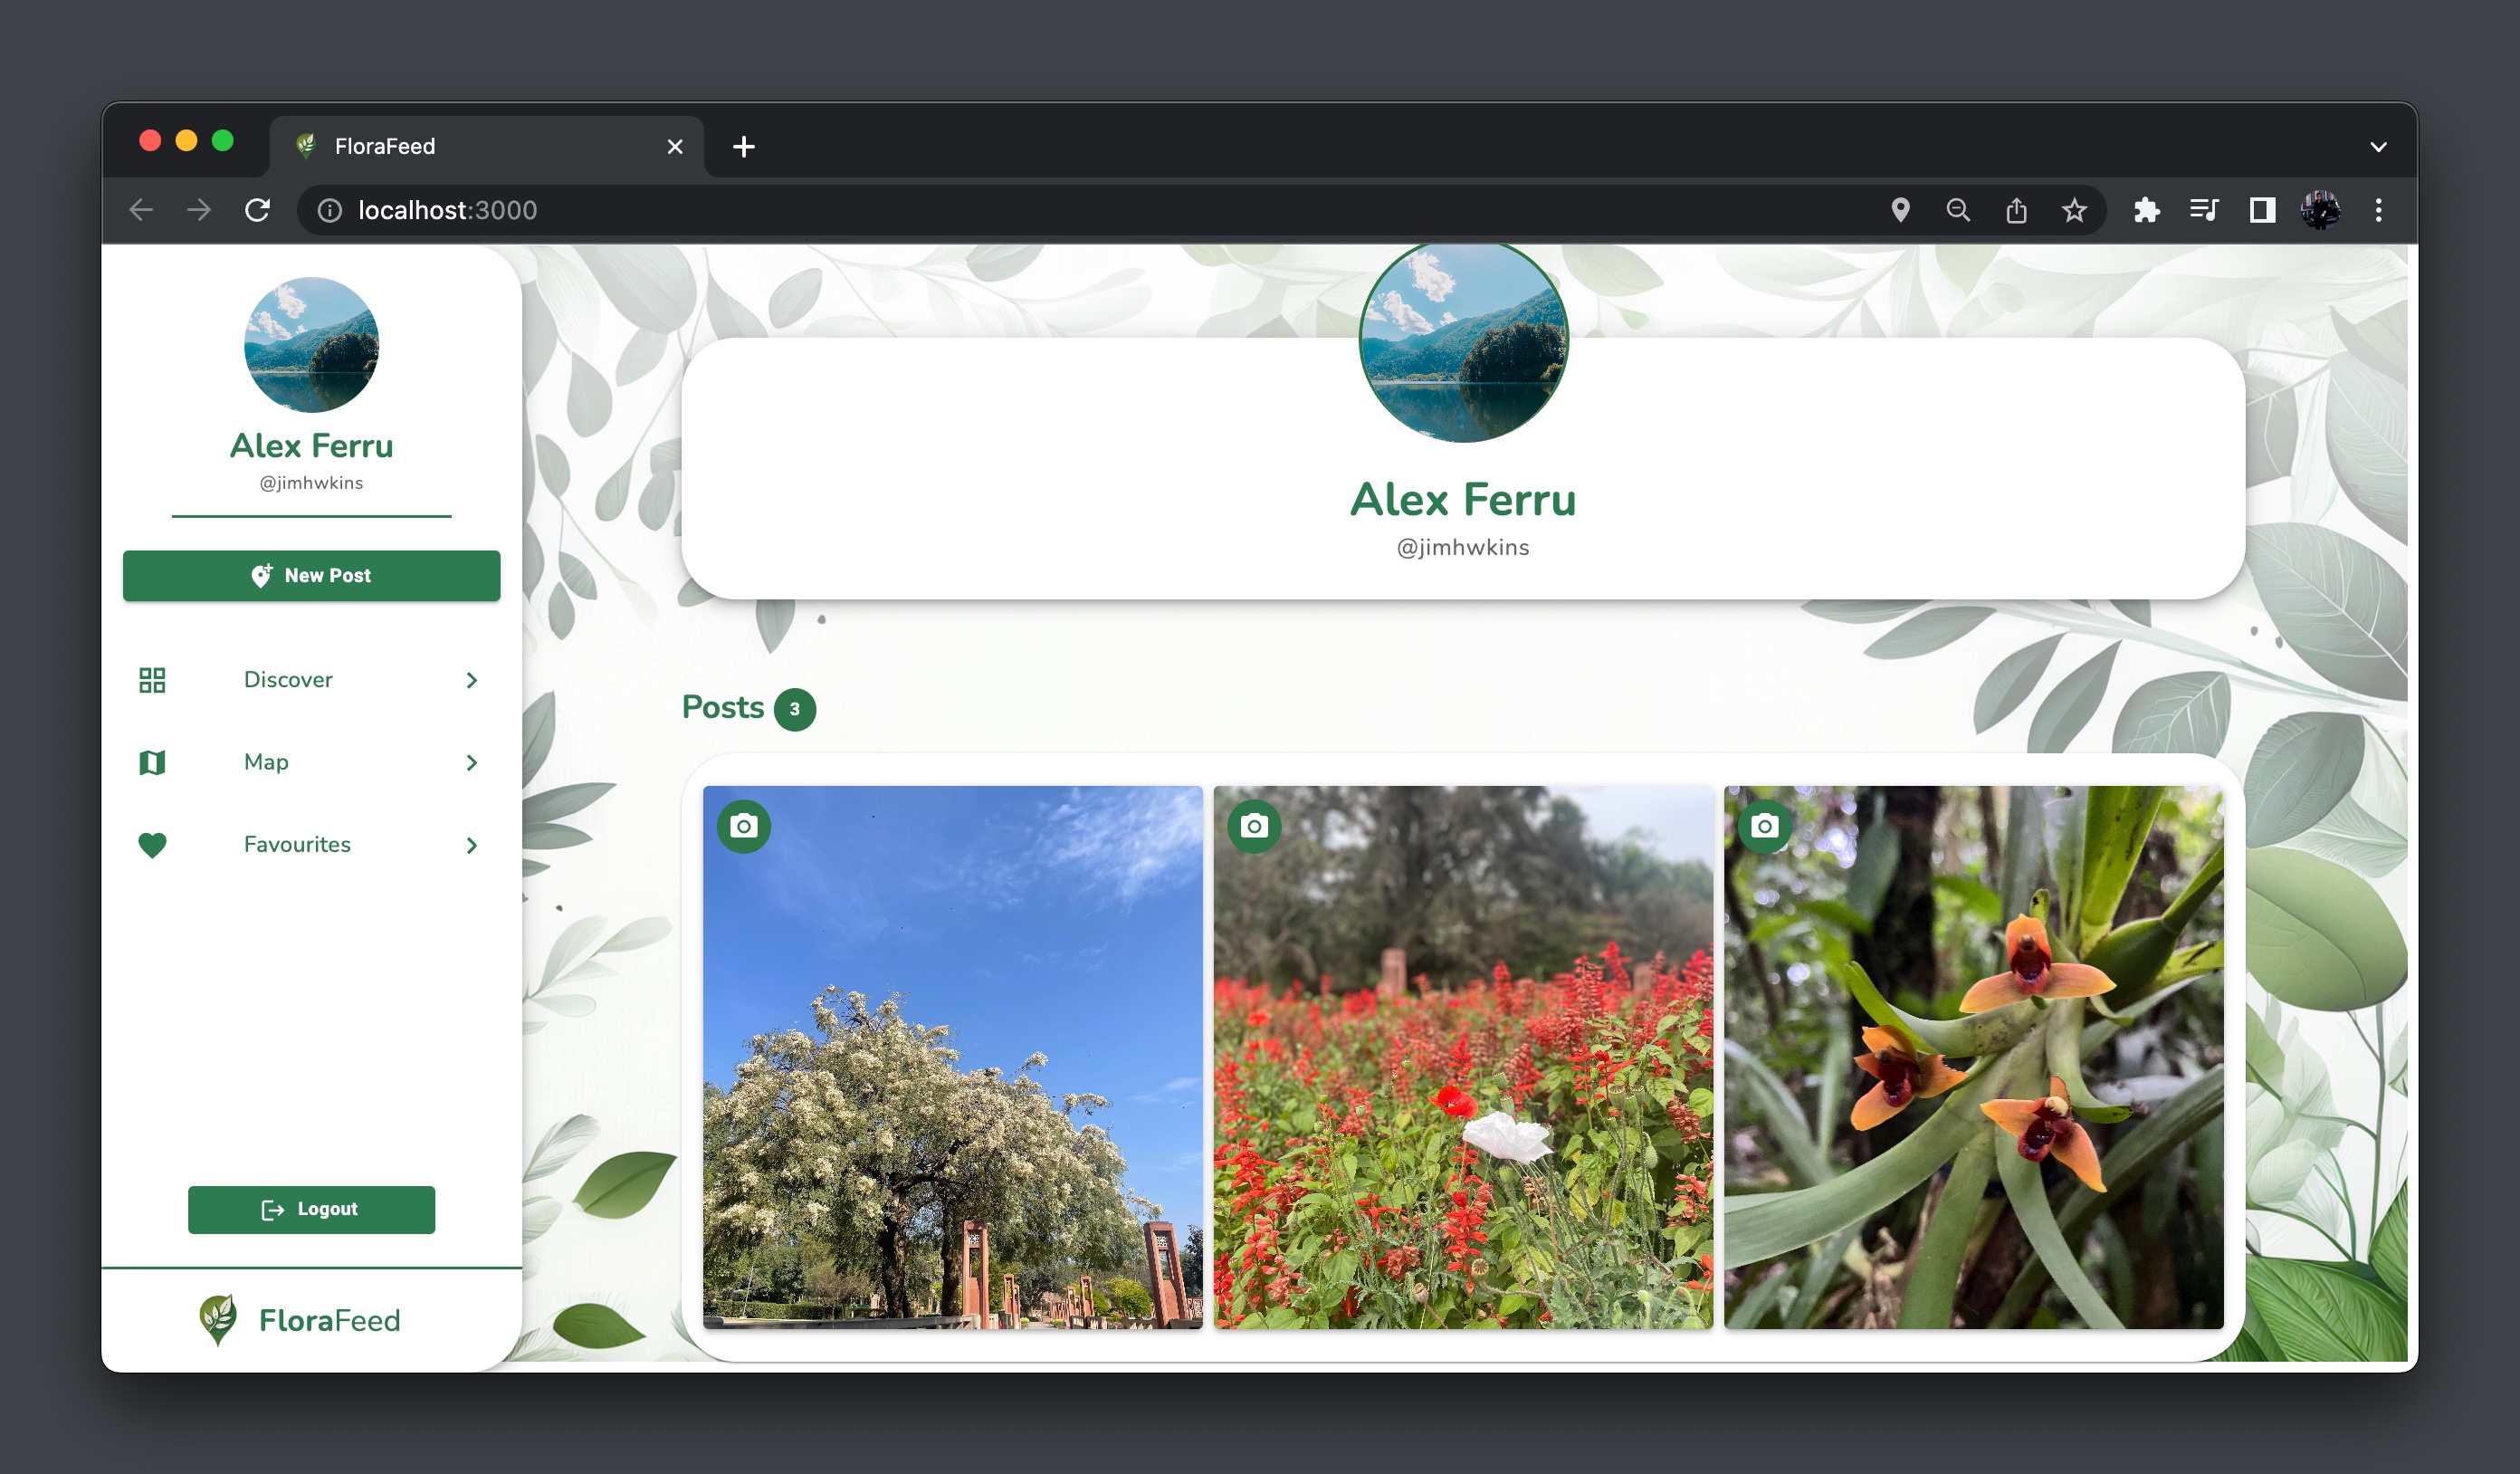 FloraFeed
localhost:3000
Alex Ferru
@jimhwkins
New Post
Discover
Map
Favourites
Logout
FloraFeed
Alex Ferru
@jimhwkins
Posts 3